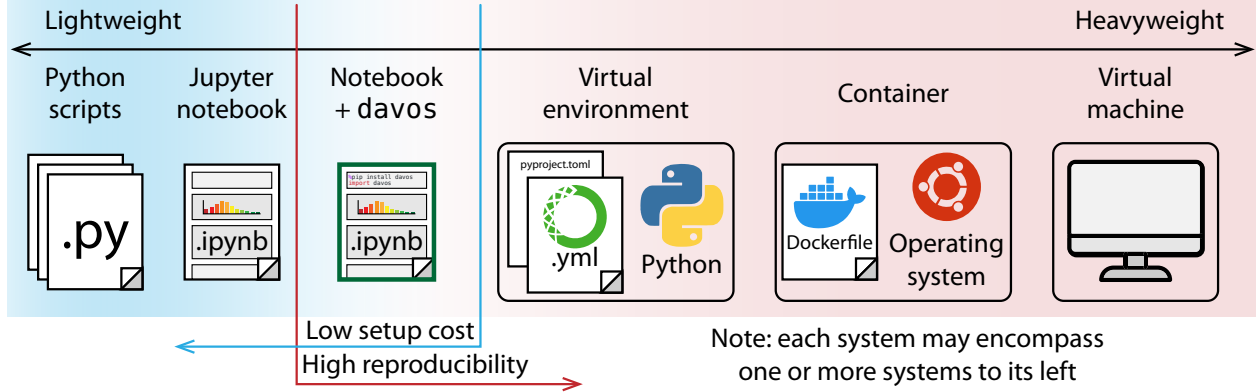 Lightweight
Heavyweight
Python
scripts
Jupyter
notebook
Notebook
+ davos
Virtual
environment
Container
Virtual
machine
.py
.ipynb
%pip install davos
import davos
.ipynb
pyproject.toml
.yml
Python
Dockerfile
Operating
system
Low setup cost
High reproducibility
Note: each system may encompass
one or more systems to its left